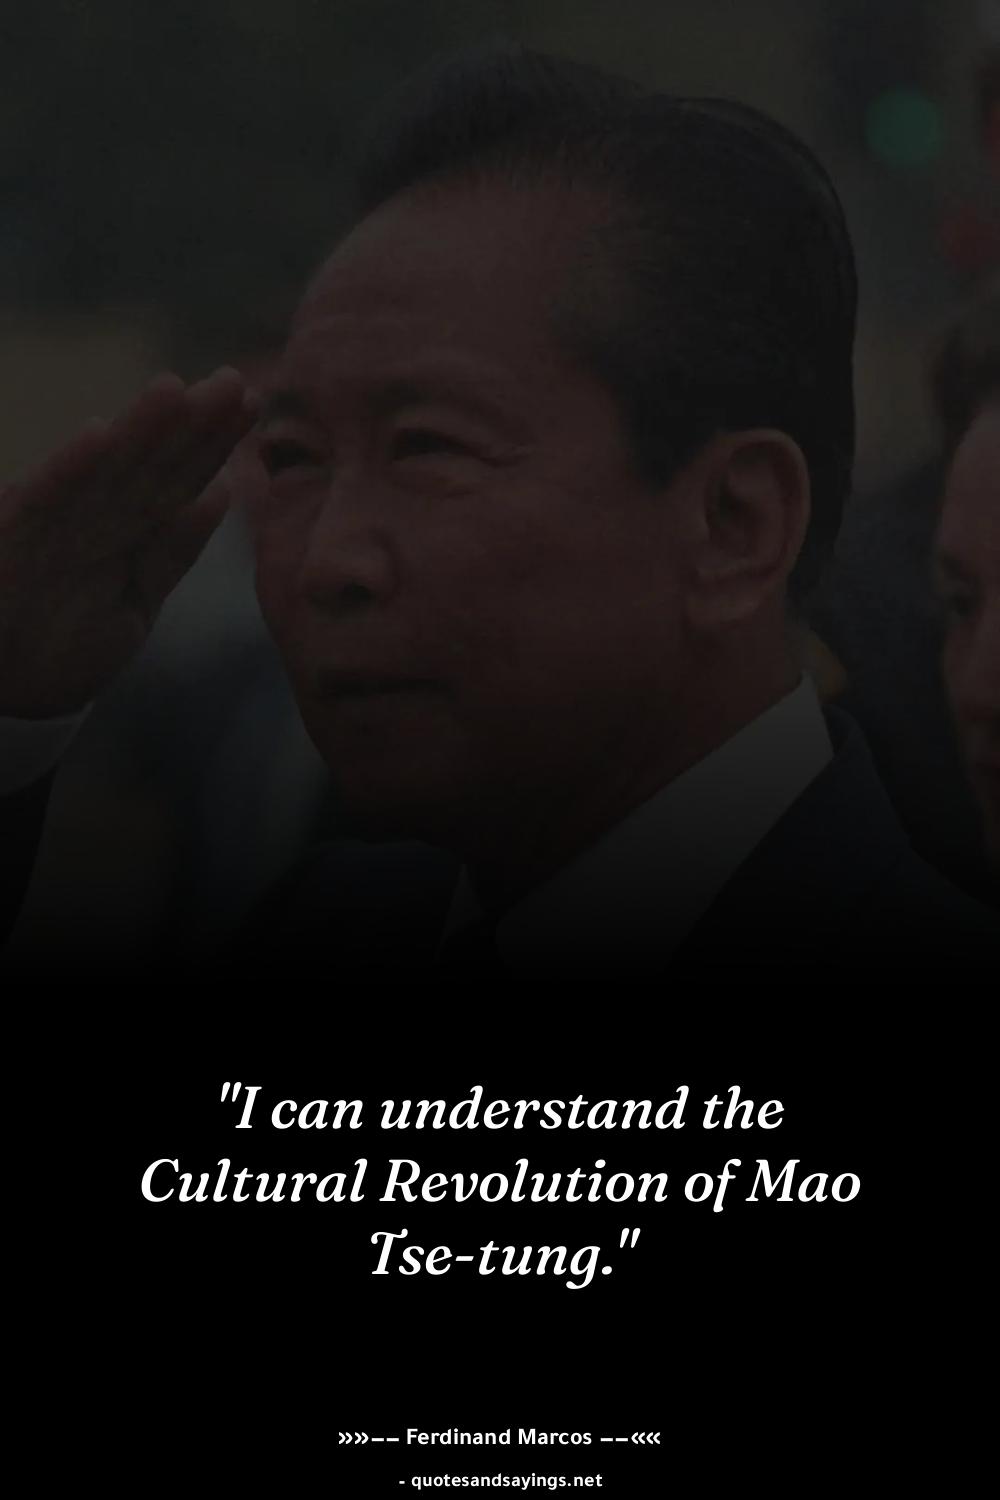 "I can understand the
Cultural Revolution of Mao
Tse-tung."
»»-- Ferdinand Marcos --««
- quotesandsayings.net